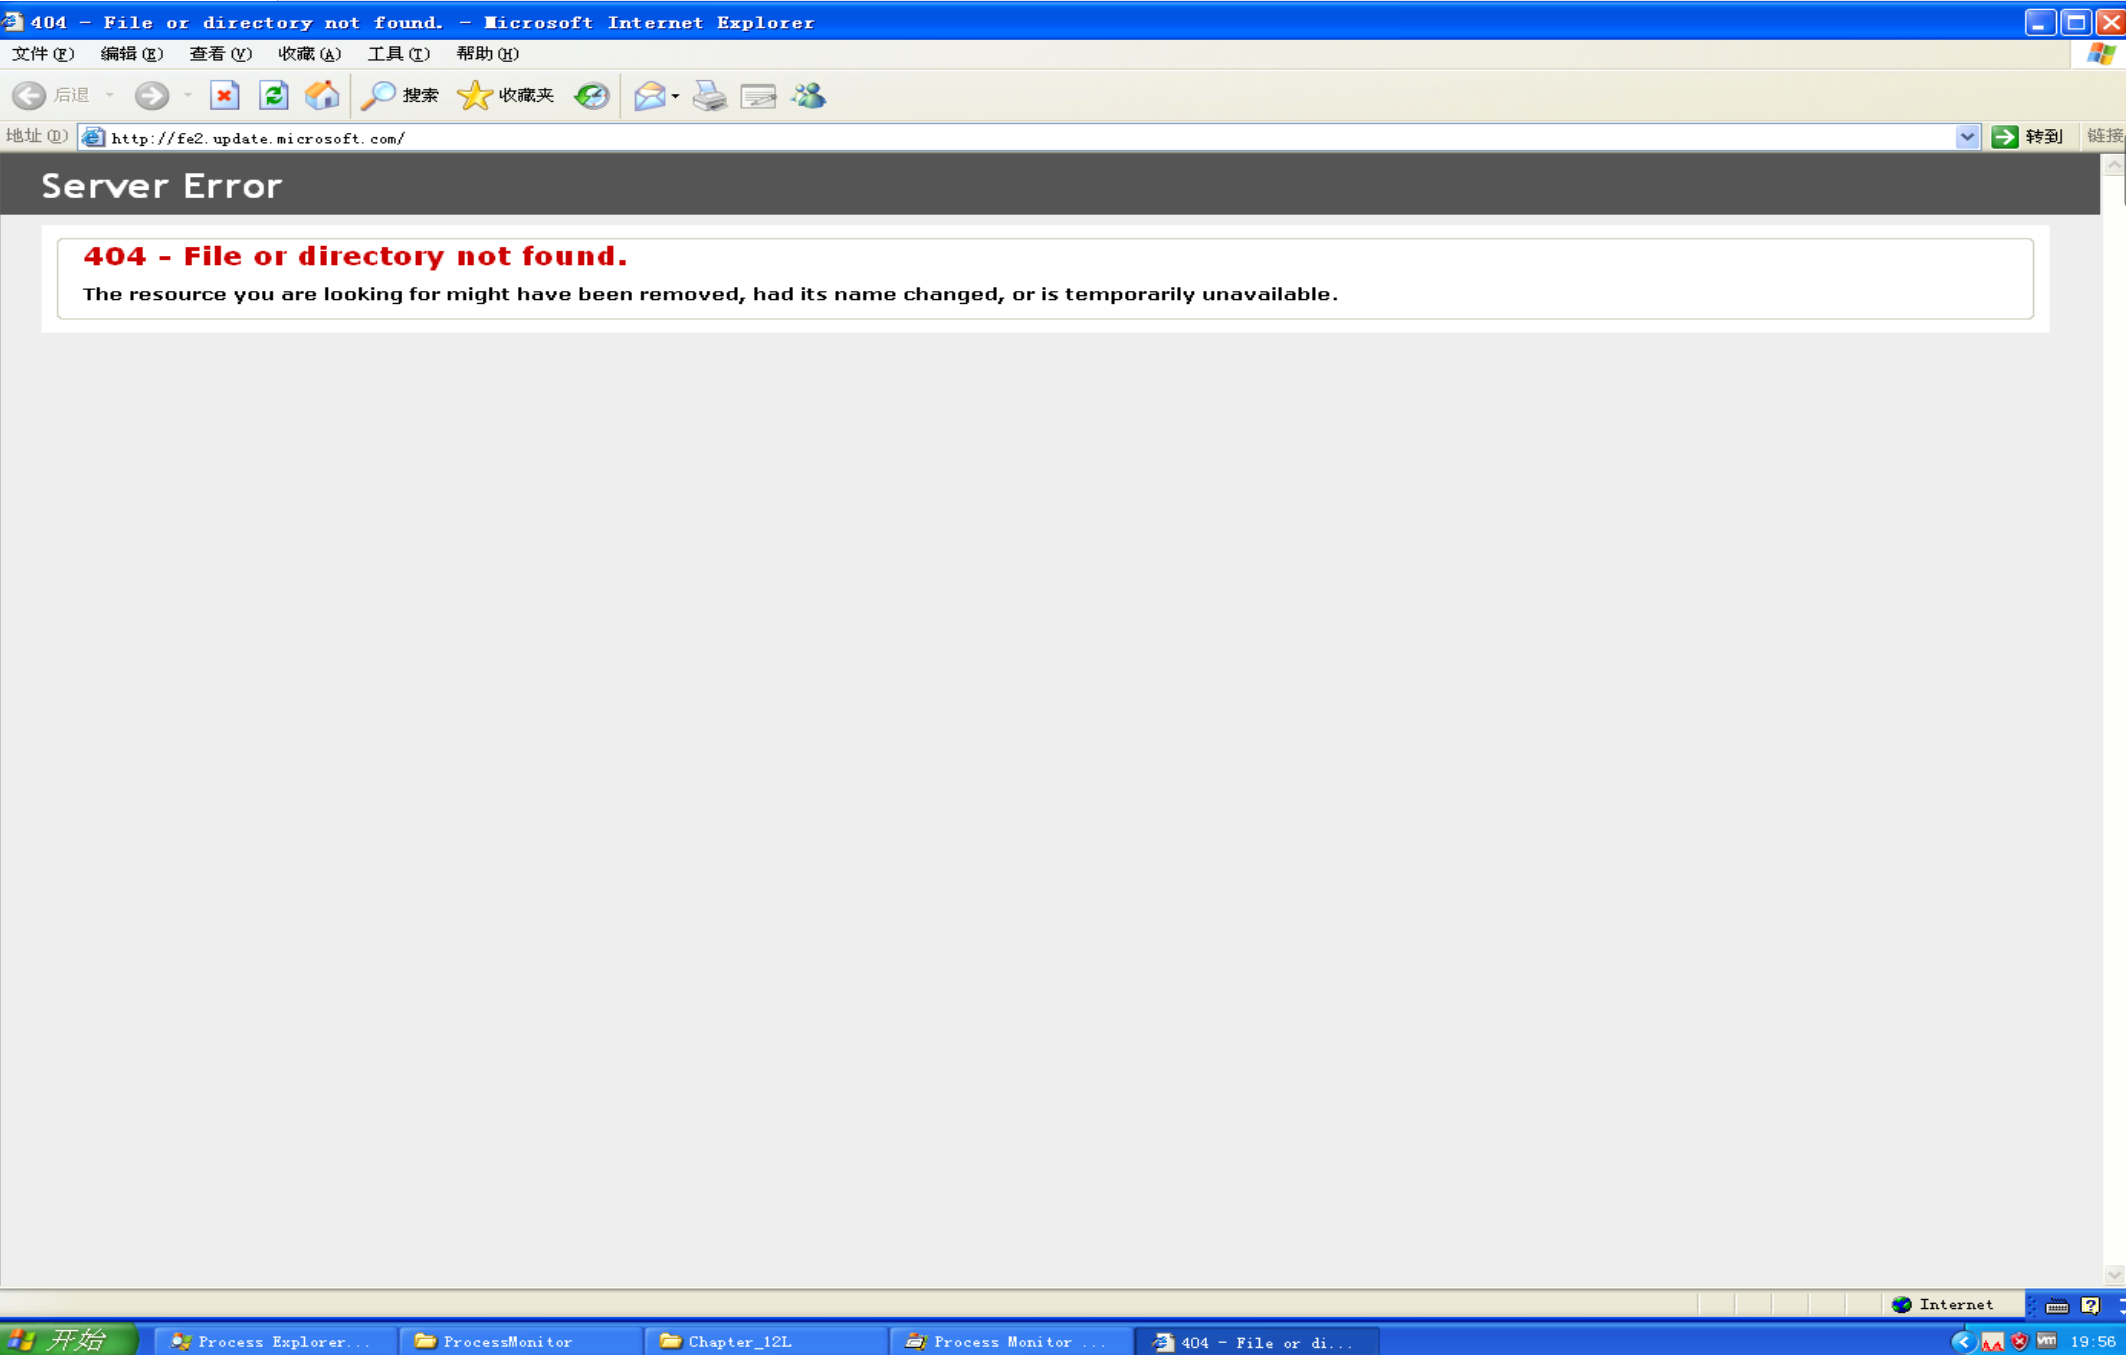 404 - File or directory not found. - Microsoft Internet Explorer
文件(F) 编辑(E) 查看(V) 收藏(A) 工具(T) 帮助(H)
后退 搜索 收藏夹
地址(D) http://fe2.update.microsoft.com/ 转到 链接
Server Error
404 - File or directory not found.
The resource you are looking for might have been removed, had its name changed, or is temporarily unavailable.
Internet
开始 Process Explorer... ProcessMonitor Chapter_12L Process Monitor ... 404 - File or di... vm 19:56